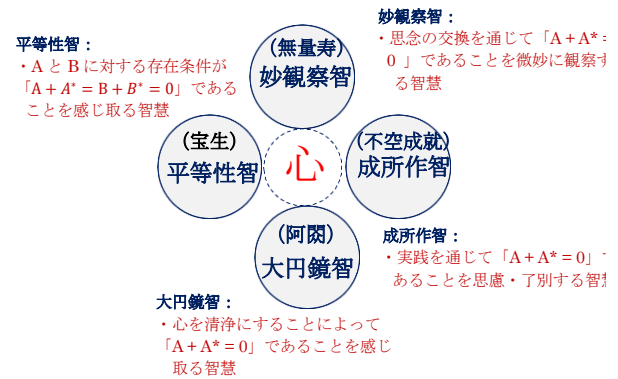 平等性智：
・A と B に対する存在条件が
「A + A* = B + B* = 0」である
ことを感じ取る智慧
（無量寿）
妙観察智
妙観察智：
・思念の交換を通じて「A + A* =
0 」であることを微妙に観察す
る智慧
（宝生）
平等性智
心
（不空成就）
成所作智
（阿閦）
大円鏡智
成所作智：
・実践を通じて「A + A* = 0」で
あることを思慮・了別する智慧
大円鏡智：
・心を清浄にすることによって
「A + A* = 0」であることを感じ
取る智慧